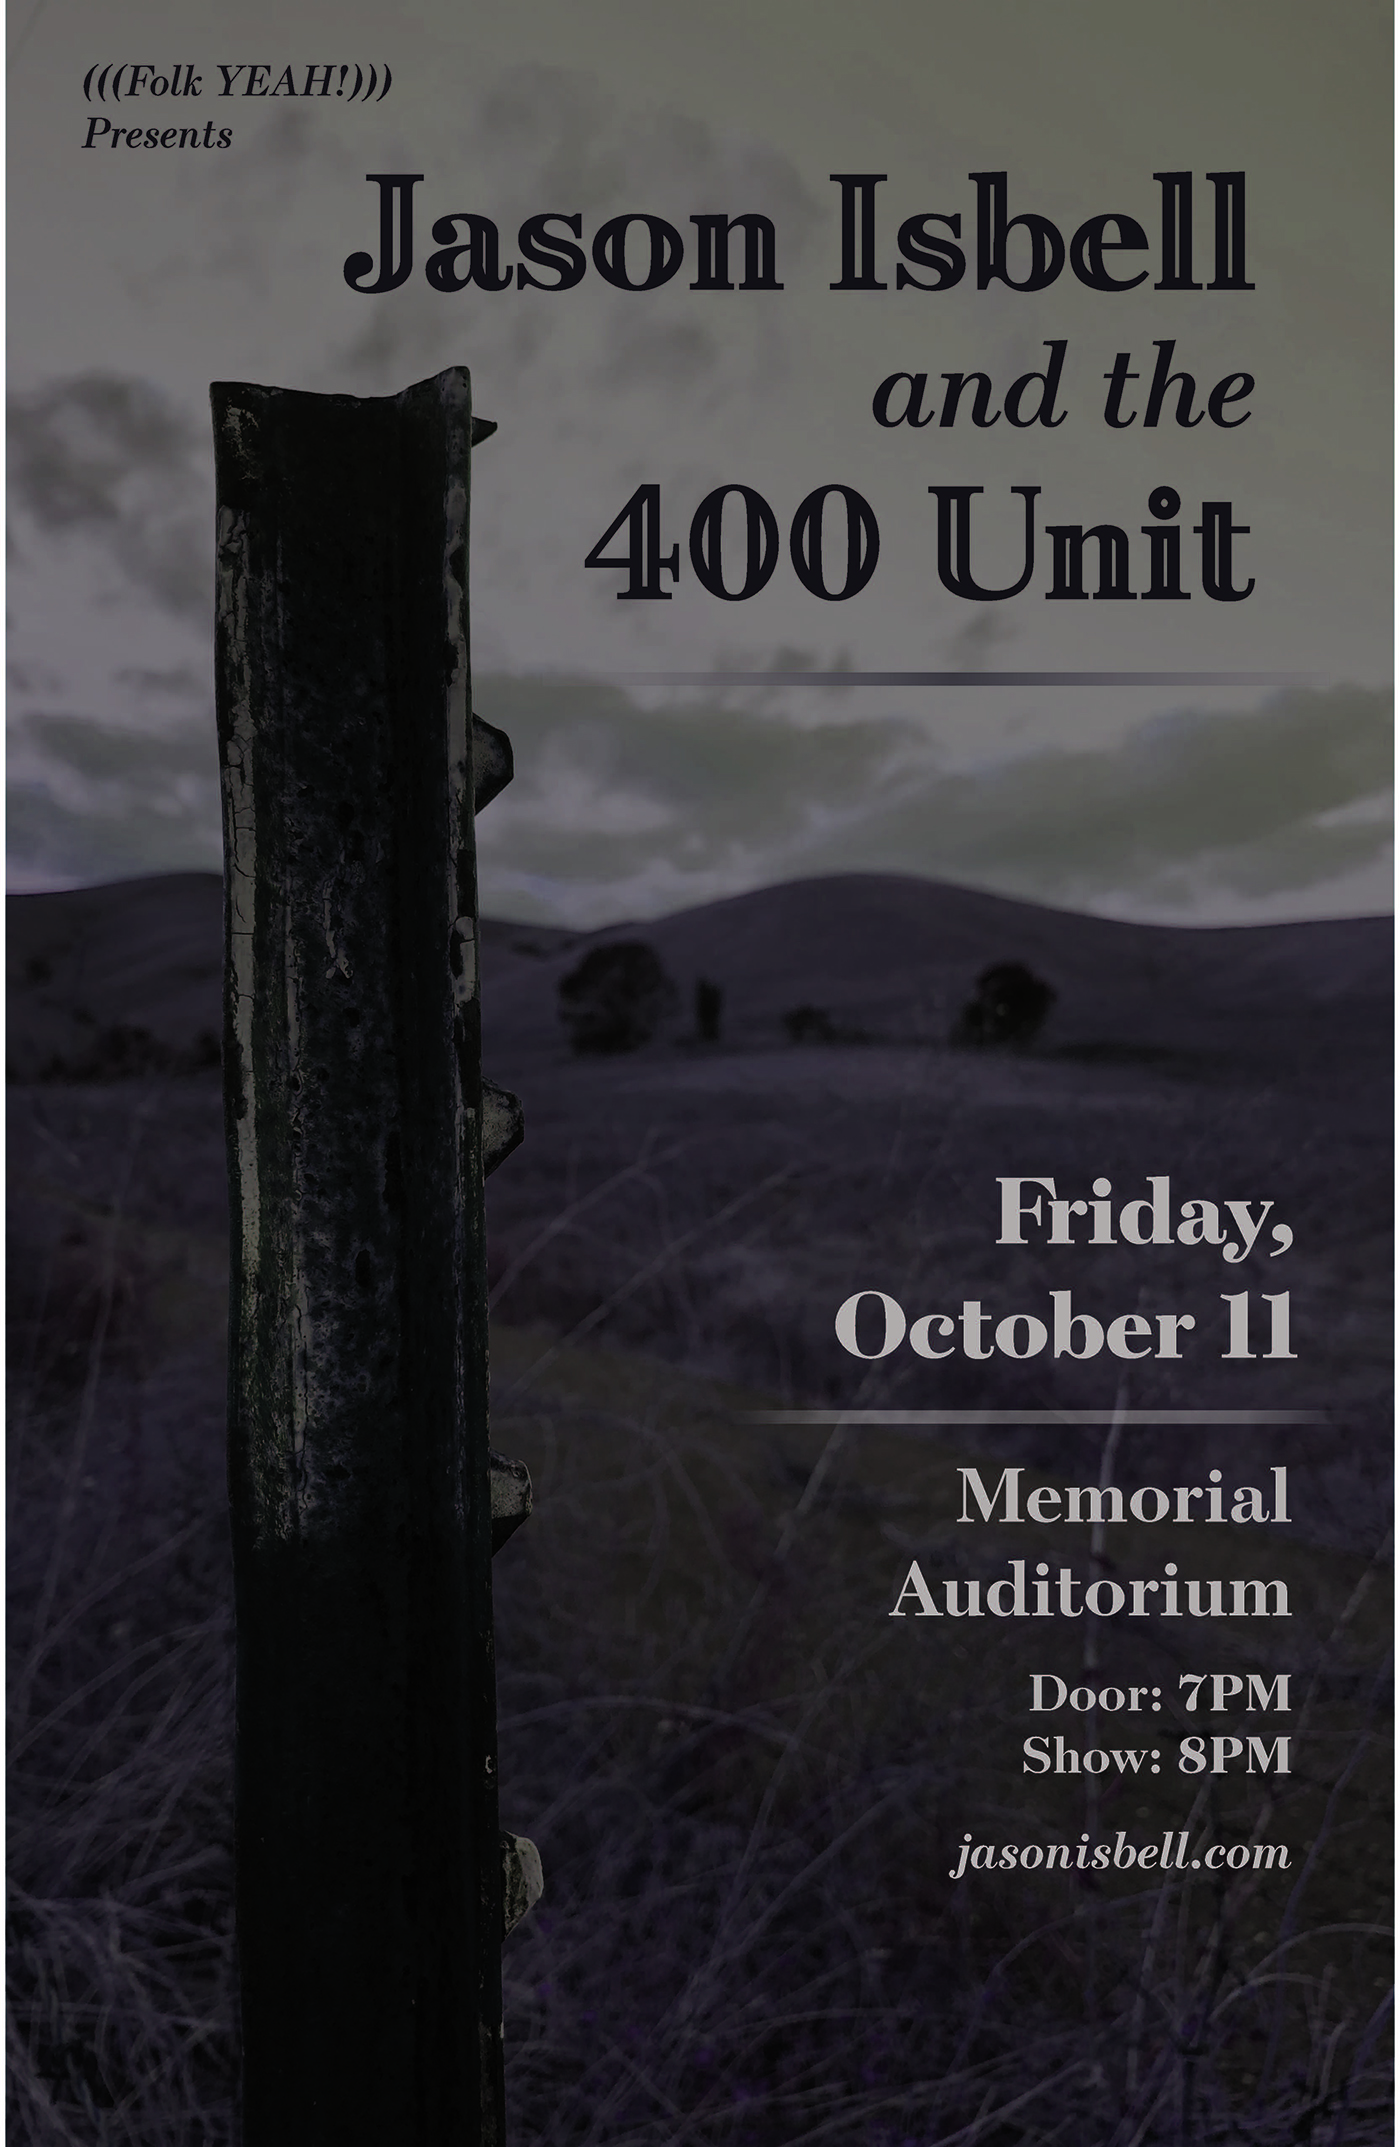 (((Folk YEAH!)))
Presents
Jason Isbell
and the
400 Unit
Friday,
October 11
Memorial
Auditorium
Door: 7PM
Show: 8PM
jasonisbell.com